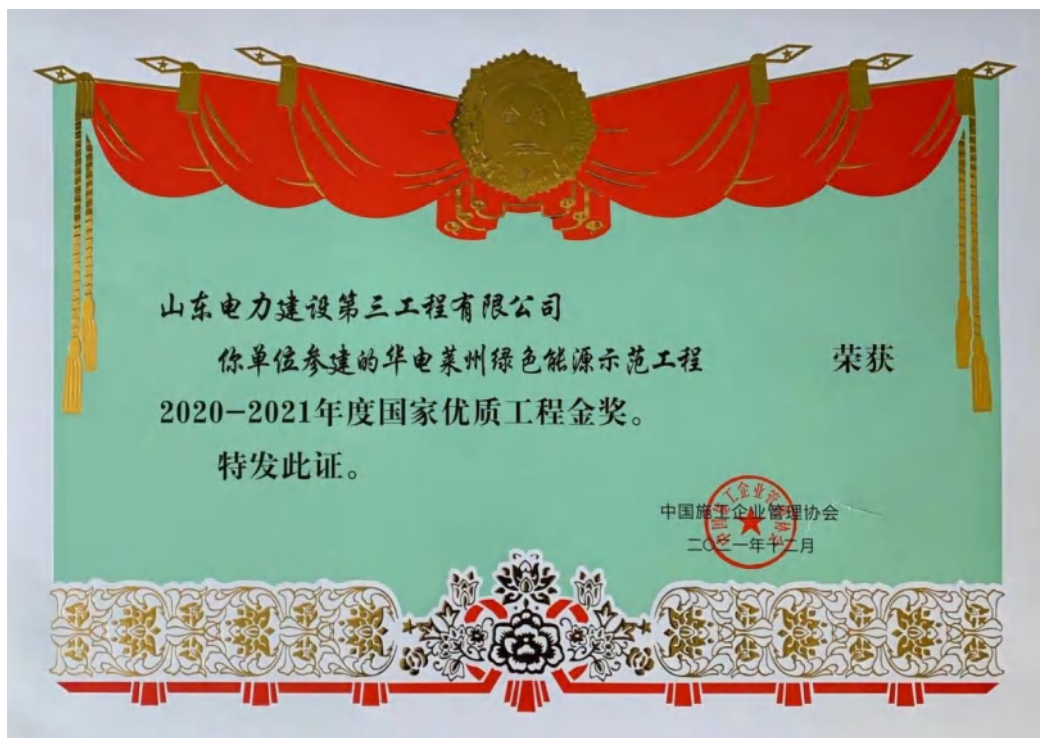 山东电力建设第三工程有限公司
你单位参建的华电莱州绿色能源示范工程 荣获
2020-2021年度国家优质工程金奖。
特发此证。
中国施工企业管理协会
二〇二一年十二月